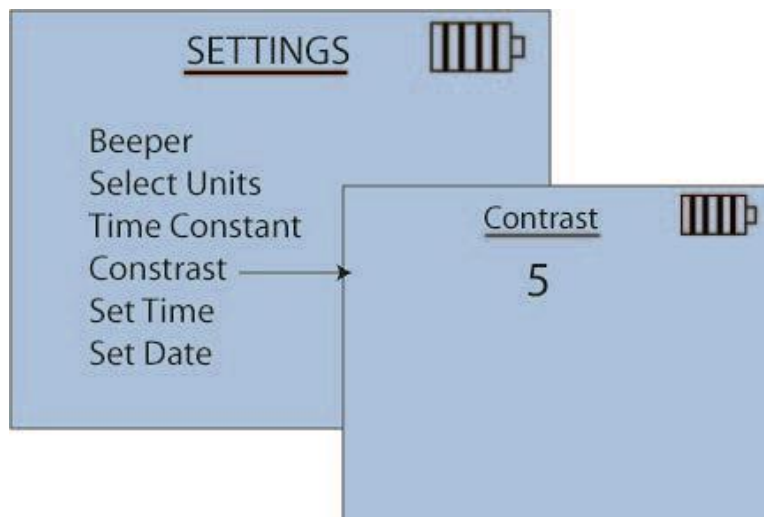 SETTINGS
Beeper
Select Units
Time Constant
Constrast
Set Time
Set Date
Contrast
5